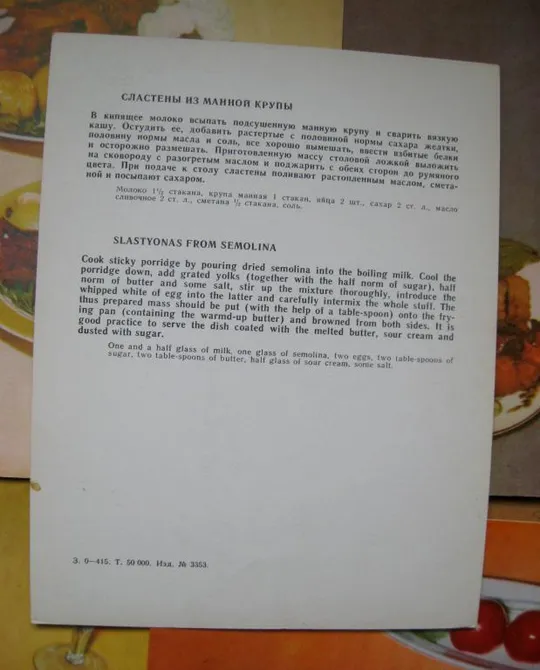 СЛАСТЕНЫ ИЗ МАННОЙ КРУПЫ
В кипящее молоко всыпать подсушенную манную крупу и сварить вязкую
кашу. Остудить ее, добавить растертые с половиной нормы сахара желтки,
половину нормы масла и соль, все хорошо вымешать, ввести взбитые белки
и осторожно размешать. Приготовленную массу столовой ложкой выложить
на сковороду с разогретым маслом и поджарить с обеих сторон до румяного
цвета. При подаче к столу сластены поливают растопленным маслом, смета-
ной и посыпают сахаром.
Молоко 1½ стакана, крупа манная 1 стакан, яйца 2 шт., сахар 2 ст. л., масло
сливочное 2 ст. л., сметана ½ стакана, соль.
SLASTYONAS FROM SEMOLINA
Cook sticky porridge by pouring dried semolina into the boiling milk. Cool the
porridge down, add grated yolks (together with the half norm of sugar), half
norm of butter and some salt, stir up the mixture thoroughly, introduce the
whipped white of egg into the latter and carefully intermix the whole stuff. The
thus prepared mass should be put (with the help of a table-spoon) onto the fry-
ing pan (containing the warmd-up butter) and browned from both sides. It is
good practice to serve the dish coated with the melted butter, sour cream and
dusted with sugar.
One and a half glass of milk, one glass of semolina, two eggs, two table-spoons of
sugar, two table-spoons of butter, half glass of sour cream, some salt.
З. 0—415. Т. 50 000. Изд. № 3353.